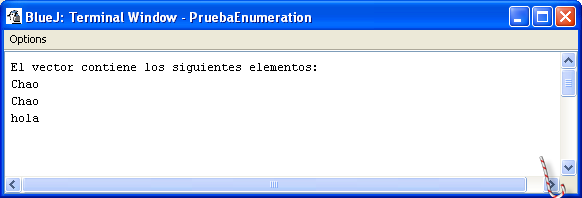 BlueJ: Terminal Window - PruebaEnumeration
Options
El vector contiene los siguientes elementos:
Chao
Chao
hola